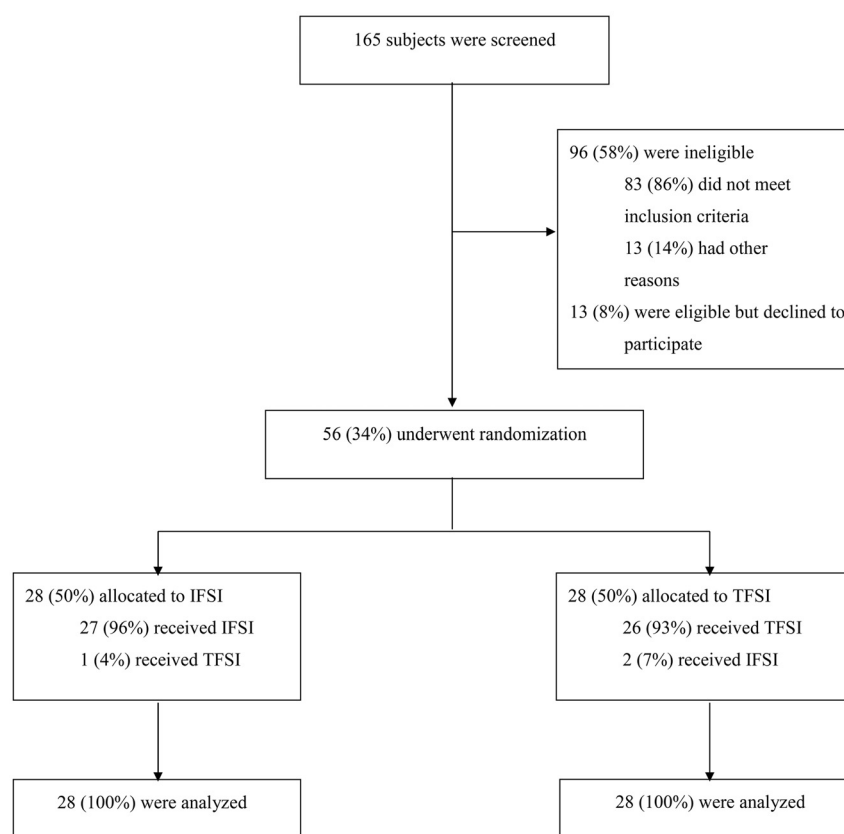 165 subjects were screened
96 (58%) were ineligible
83 (86%) did not meet
inclusion criteria
13 (14%) had other
reasons
13 (8%) were eligible but declined to
participate
56 (34%) underwent randomization
28 (50%) allocated to IFSI
27 (96%) received IFSI
1 (4%) received TFSI
28 (50%) allocated to TFSI
26 (93%) received TFSI
2 (7%) received IFSI
28 (100%) were analyzed
28 (100%) were analyzed